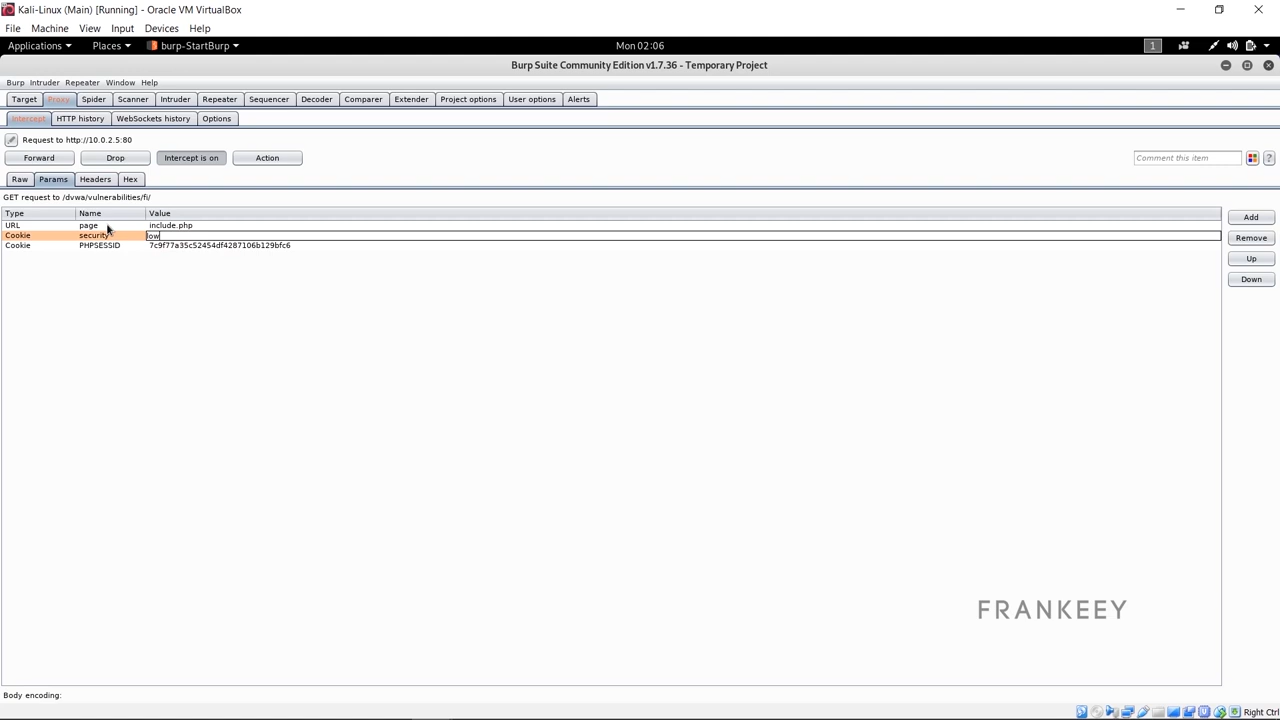 Kali-Linux (Main) [Running] - Oracle VM VirtualBox
File Machine View Input Devices Help
Applications Places burp-StartBurp Mon 02:06 1
Burp Suite Community Edition v1.7.36 - Temporary Project
Burp Intruder Repeater Window Help
Target Proxy Spider Scanner Intruder Repeater Sequencer Decoder Comparer Extender Project options User options Alerts
Intercept HTTP history WebSockets history Options
Request to http://10.0.2.5:80
Forward Drop Intercept is on Action Comment this item ?
Raw Params Headers Hex
GET request to /dvwa/vulnerabilities/fi/
Type Name Value
URL page include.php
Cookie security low
Cookie PHPSESSID 7c9f77a35c52454df4287106b129bfc6
Add
Remove
Up
Down
FRANKEEY
Body encoding:
Right Ctrl